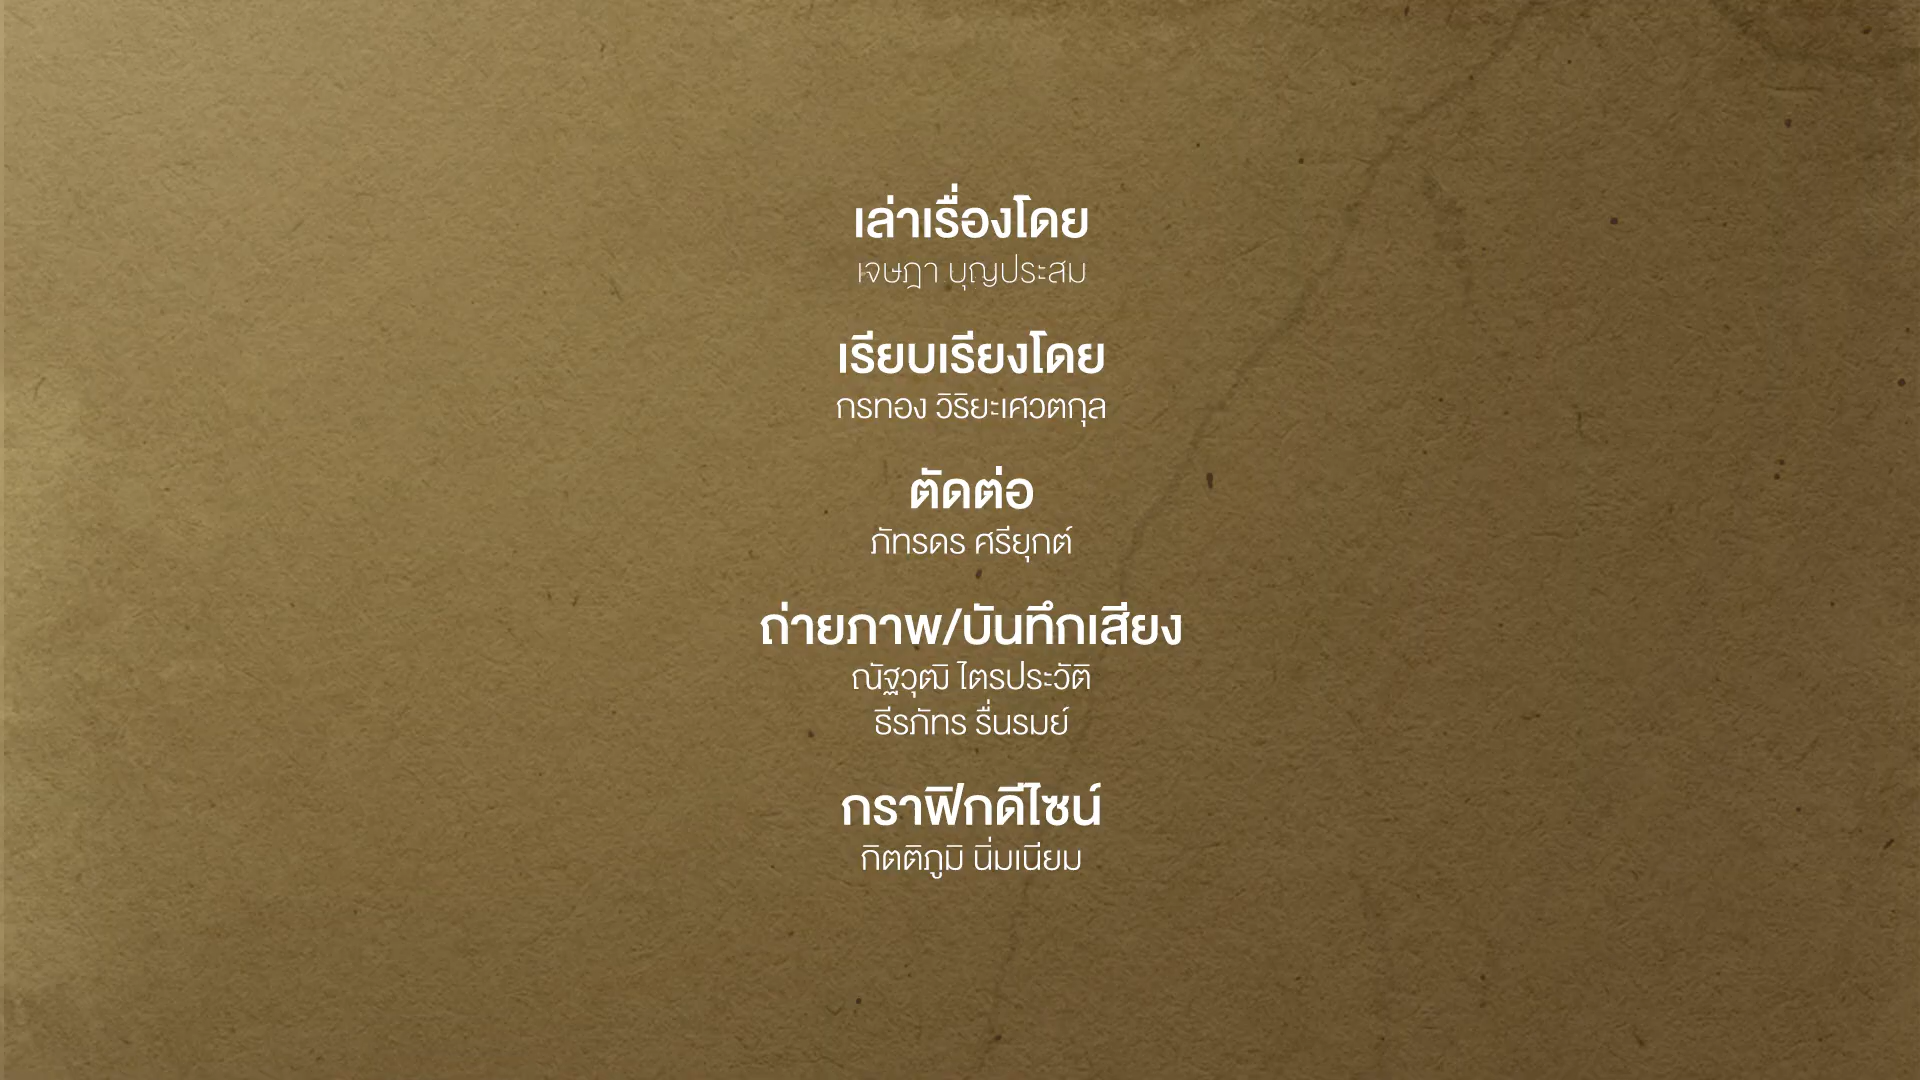 เล่าเรื่องโดย
เจษฎา บุญประสม
เรียบเรียงโดย
กรทอง วิริยะเศวตกุล
ตัดต่อ
ภัทรดร ศรียุกต์
ถ่ายภาพ/บันทึกเสียง
ณัฐวุฒิ ไตรประวัติ
ธีรภัทร รื่นรมย์
กราฟิกดีไซน์
กิตติภูมิ นิ่มเนียม